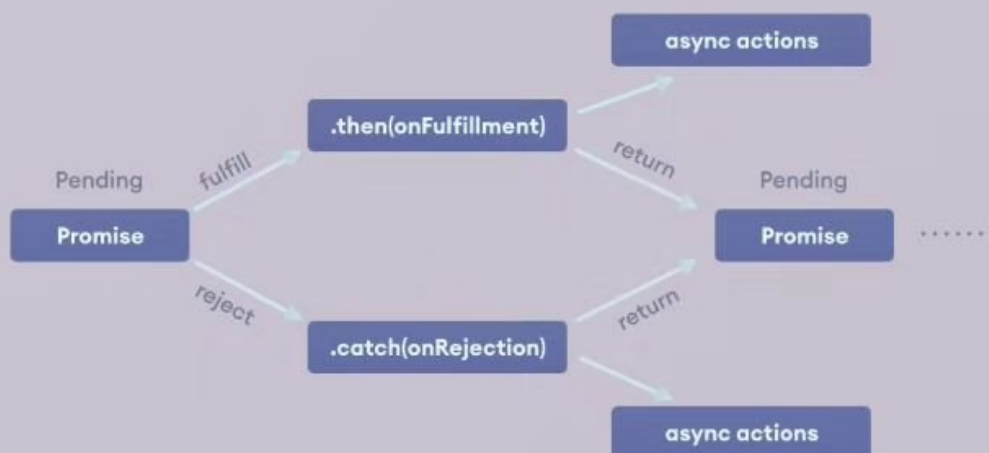 async actions
.then(onFulfillment)
fulfill
return
Pending
Pending
Promise
Promise
......
reject
return
.catch(onRejection)
async actions